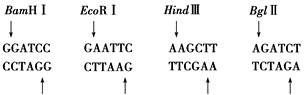 BamH Ⅰ EcoR Ⅰ Hind Ⅲ Bgl Ⅱ
GGATCC GAATTC AAGCTT AGATCT
CCTAGG CTTAAG TTCGAA TCTAGA